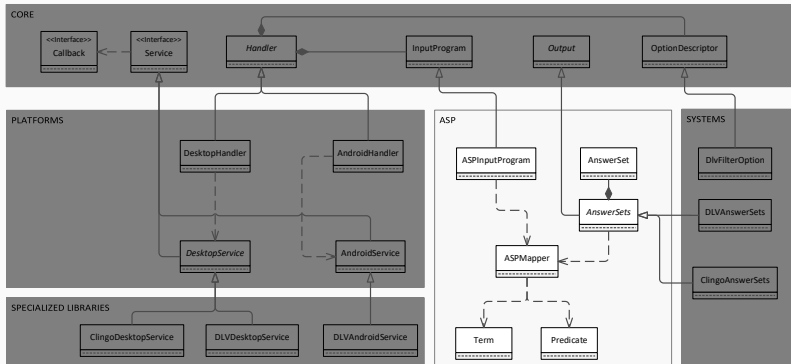 CORE
<<Interface>>
Callback
<<Interface>>
Service
Handler
InputProgram
Output
OptionDescriptor
PLATFORMS
DesktopHandler
AndroidHandler
DesktopService
AndroidService
ASP
ASPInputProgram
AnswerSet
AnswerSets
ASPMapper
Term
Predicate
SYSTEMS
DlvFilterOption
DLVAnswerSets
ClingoAnswerSets
SPECIALIZED LIBRARIES
ClingoDesktopService
DLVDesktopService
DLVAndroidService